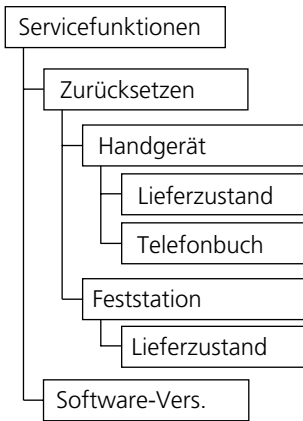 Servicefunktionen
Zurücksetzen
Handgerät
Lieferzustand
Telefonbuch
Feststation
Lieferzustand
Software-Vers.